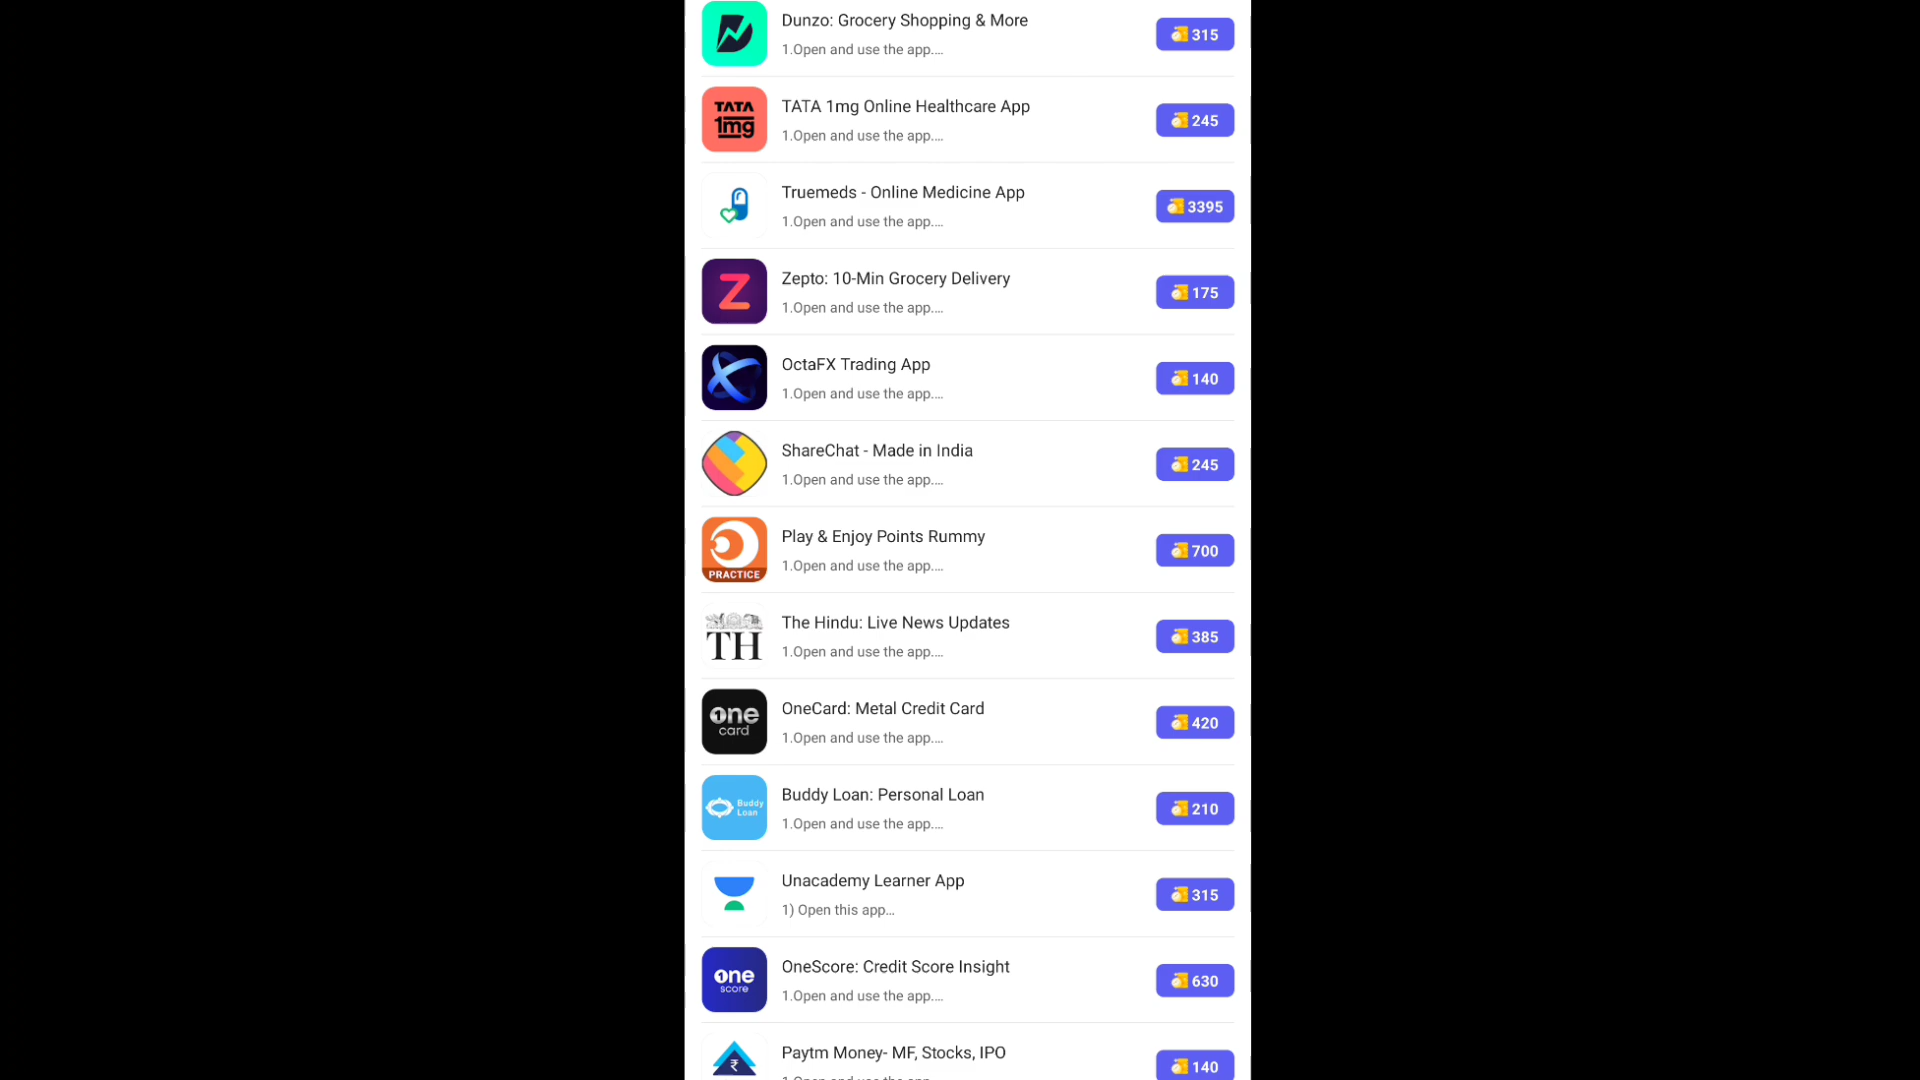 Dunzo: Grocery Shopping & More
1.Open and use the app....
315
TATA 1mg
TATA 1mg Online Healthcare App
1.Open and use the app....
245
Truemeds - Online Medicine App
1.Open and use the app....
3395
Z
Zepto: 10-Min Grocery Delivery
1.Open and use the app....
175
OctaFX Trading App
1.Open and use the app....
140
ShareChat - Made in India
1.Open and use the app....
245
PRACTICE
Play & Enjoy Points Rummy
1.Open and use the app....
700
TH
The Hindu: Live News Updates
1.Open and use the app....
385
one card
OneCard: Metal Credit Card
1.Open and use the app....
420
Buddy Loan
Buddy Loan: Personal Loan
1.Open and use the app....
210
Unacademy Learner App
1) Open this app...
315
one score
OneScore: Credit Score Insight
1.Open and use the app....
630
₹
Paytm Money- MF, Stocks, IPO
140